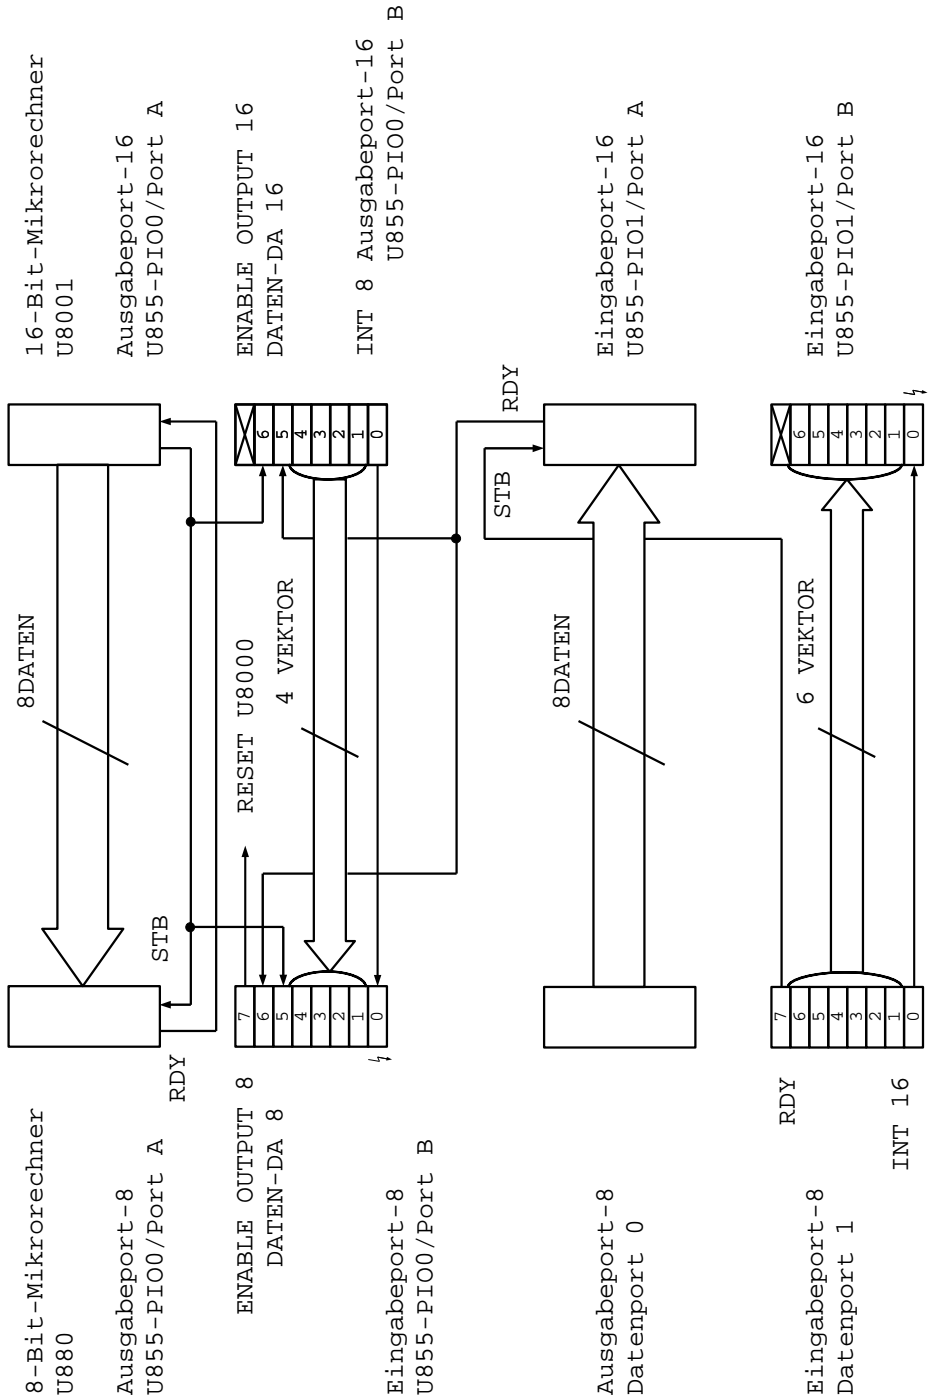 8-Bit-Mikrorechner
U880
16-Bit-Mikrorechner
U8001
Ausgabeport-8
U855-PIO0/Port A
RDY
STB
8DATEN
Ausgabeport-16
U855-PIO0/Port A
ENABLE OUTPUT 8
DATEN-DA 8
7
6
5
4
3
2
1
0
RESET U8000
4 VEKTOR
6
5
4
3
2
1
0
ENABLE OUTPUT 16
DATEN-DA 16
INT 8 Ausgabeport-16
U855-PIO0/Port B
Eingabeport-8
U855-PIO0/Port B
STB
RDY
Ausgabeport-8
Datenport 0
8DATEN
Eingabeport-16
U855-PIO1/Port A
RDY
INT 16
Eingabeport-8
Datenport 1
7
6
5
4
3
2
1
0
6 VEKTOR
6
5
4
3
2
1
0
Eingabeport-16
U855-PIO1/Port B